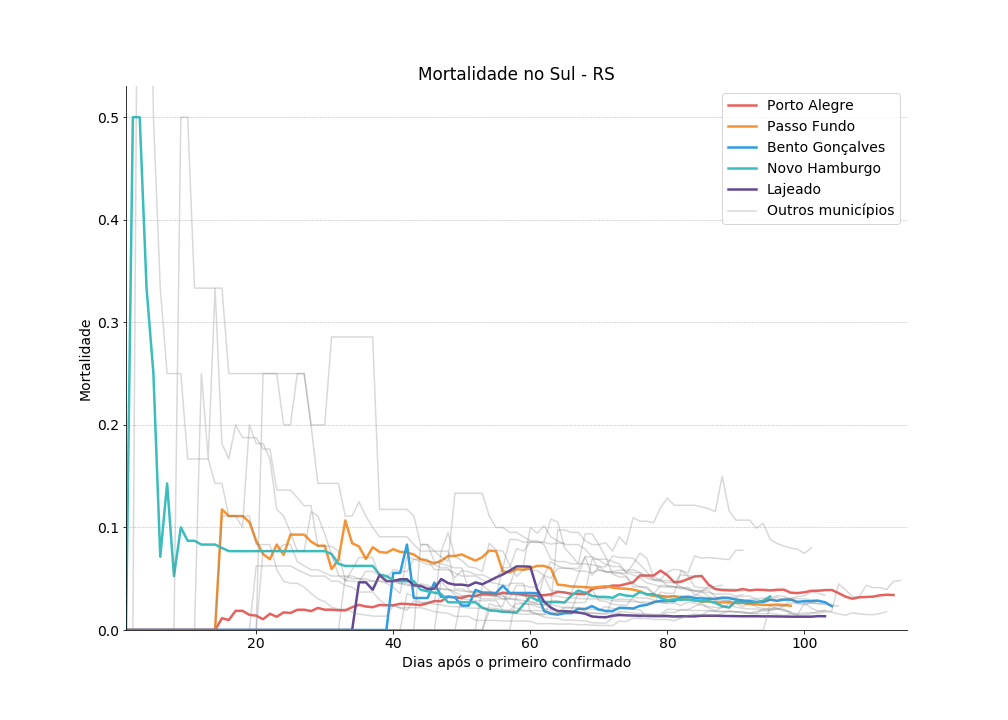 Mortalidade no Sul - RS
Porto Alegre
Passo Fundo
Bento Gonçalves
Novo Hamburgo
Lajeado
Outros municípios
Mortalidade
0.5
0.4
0.3
0.2
0.1
0.0
20
40
60
80
100
Dias após o primeiro confirmado